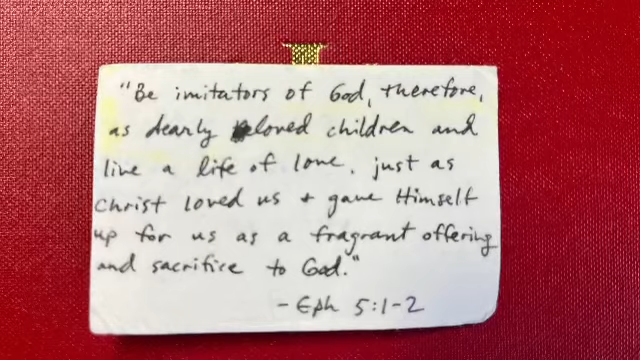 "Be imitators of God, therefore,
as dearly beloved children and
live a life of love, just as
Christ loved us + gave Himself
up for us as a fragrant offering
and sacrifice to God."
- Eph 5:1-2